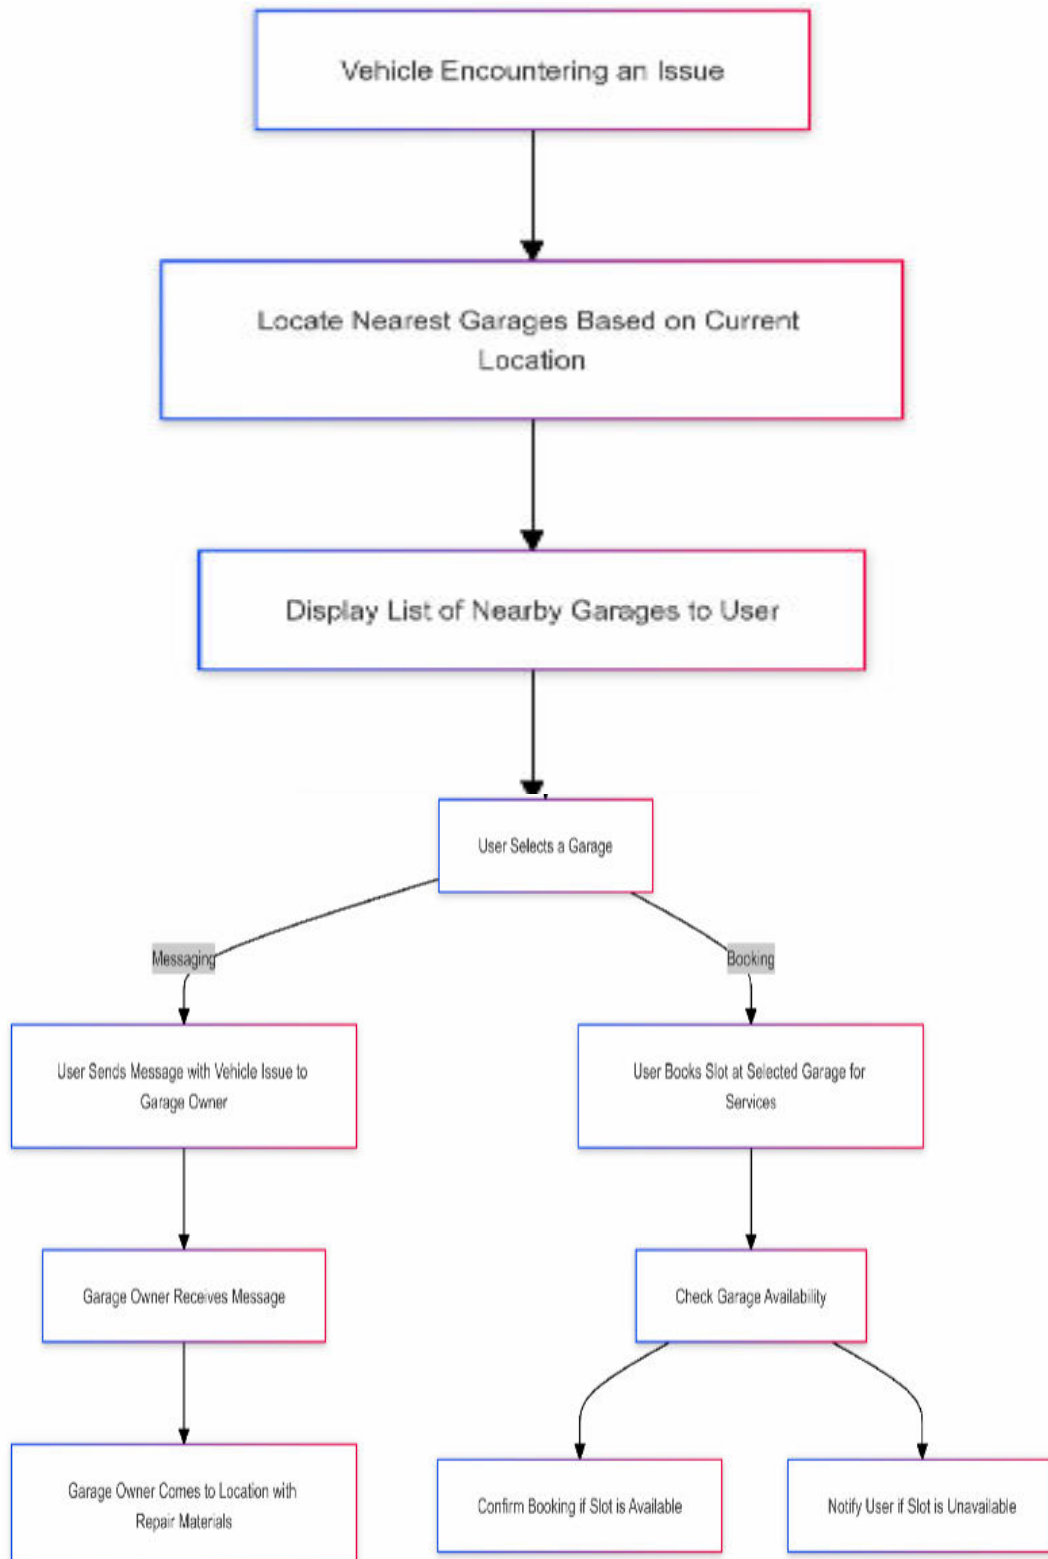 Vehicle Encountering an Issue
Locate Nearest Garages Based on Current
Location
Display List of Nearby Garages to User
User Selects a Garage
Messaging
Booking
User Sends Message with Vehicle Issue to
Garage Owner
User Books Slot at Selected Garage for
Services
Garage Owner Receives Message
Check Garage Availability
Garage Owner Comes to Location with
Repair Materials
Confirm Booking if Slot is Available
Notify User if Slot is Unavailable